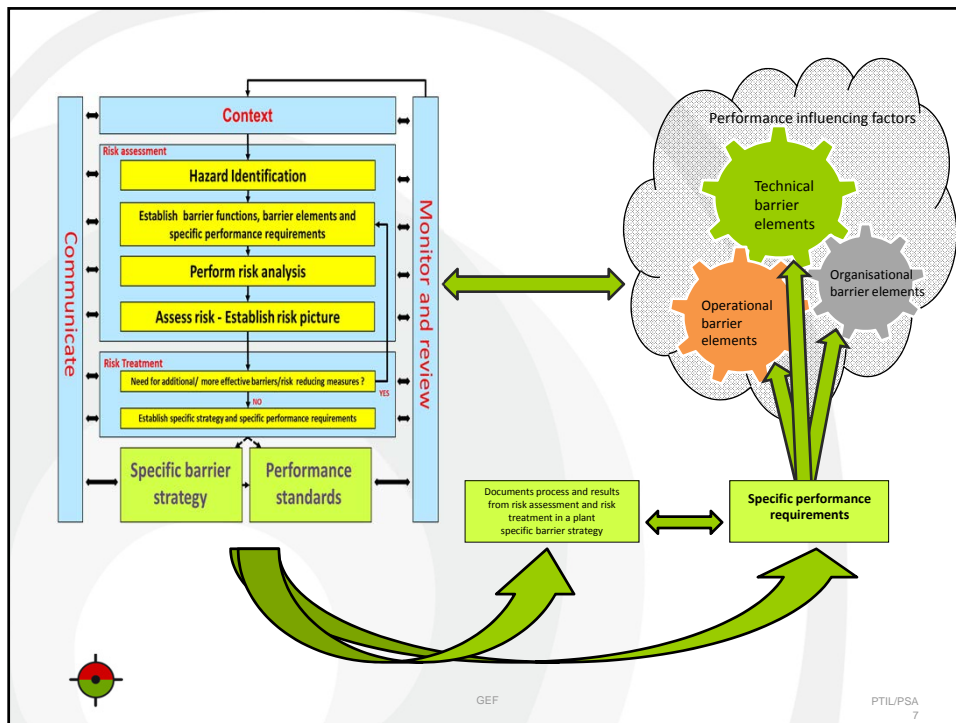 Context
Risk assessment
Hazard Identification
Establish barrier functions, barrier elements and
specific performance requirements
Perform risk analysis
Assess risk - Establish risk picture
Risk Treatment
Need for additional/ more effective barriers/risk reducing measures ?
YES
NO
Establish specific strategy and specific performance requirements
Specific barrier
strategy
Performance
standards
Communicate
Monitor and review
Performance influencing factors
Technical
barrier
elements
Organisational
barrier elements
Operational
barrier
elements
Documents process and results
from risk assessment and risk
treatment in a plant
specific barrier strategy
Specific performance
requirements
GEF
PTIL/PSA
7